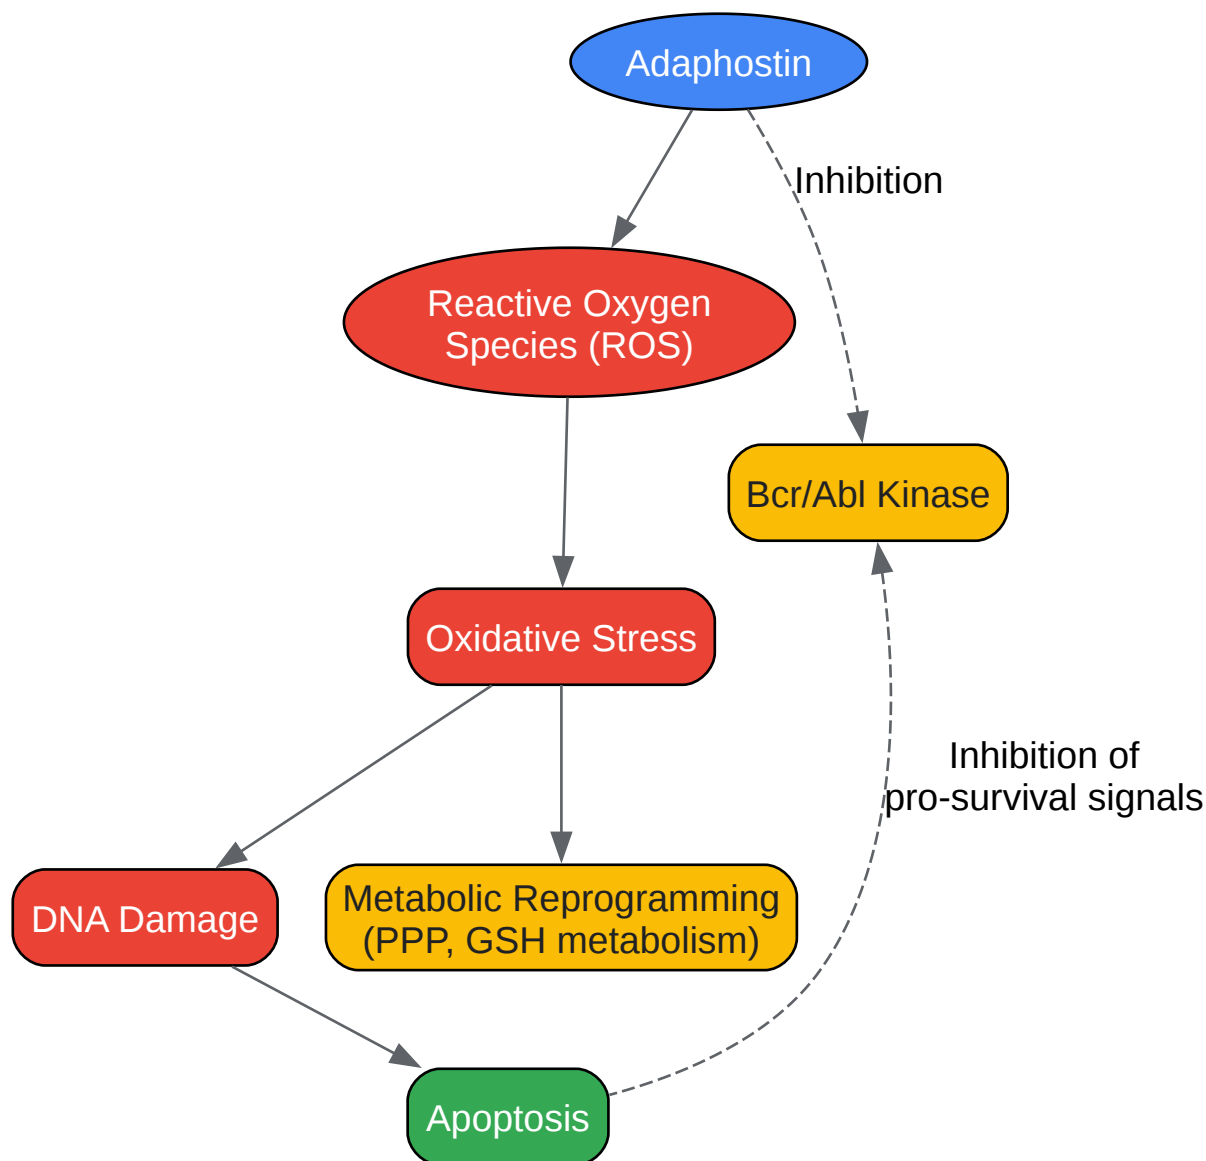 Adaphostin
Inhibition
Reactive Oxygen
Species (ROS)
Bcr/Abl Kinase
Oxidative Stress
Inhibition of
pro-survival signals
DNA Damage
Metabolic Reprogramming
(PPP, GSH metabolism)
Apoptosis